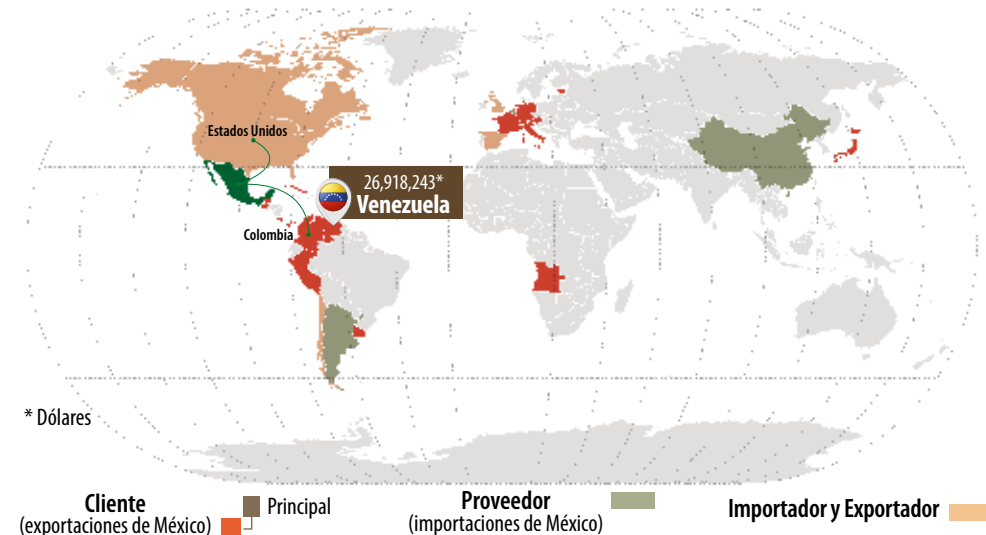 Estados Unidos
26,918,243*
Venezuela
Colombia
* Dólares
Cliente
(exportaciones de México)
Principal
Proveedor
(importaciones de México)
Importador y Exportador